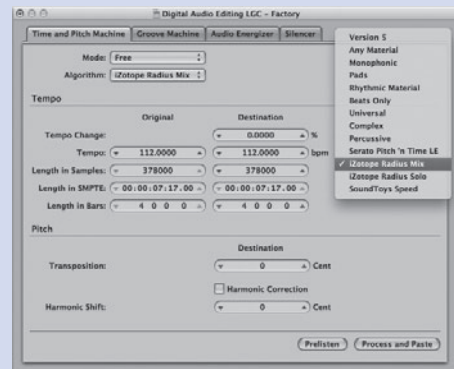 Digital Audio Editing LGC - Factory
Time and Pitch Machine
Groove Machine
Audio Energizer
Silencer
Mode: Free
Algorithm: iZotope Radius Mix
Tempo
Original Destination
Tempo Change: 0.0000 %
Tempo: 112.0000 112.0000 bpm
Length in Samples: 378000 378000
Length in SMPTE: 00:00:07:17.00 00:00:07:17.00
Length in Bars: 4 0 0 0 4 0 0 0
Pitch
Destination
Transposition: 0 Cent
Harmonic Correction
Harmonic Shift: 0 Cent
Prelisten
Process and Paste
Version 5
Any Material
Monophonic
Pads
Rhythmic Material
Beats Only
Universal
Complex
Percussive
Serato Pitch 'n Time LE
✓ iZotope Radius Mix
iZotope Radius Solo
SoundToys Speed